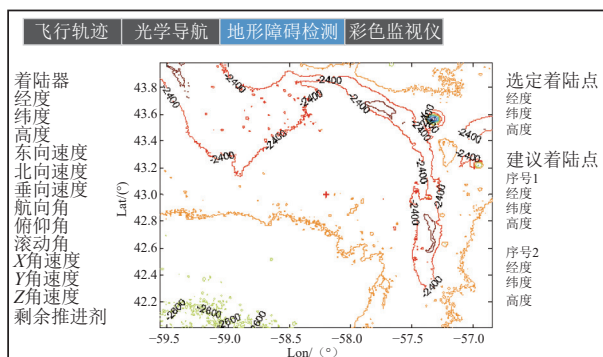 飞行轨迹 光学导航 地形障碍检测 彩色监视仪
着陆器
经度
纬度
高度
东向速度
北向速度
垂向速度
航向角
俯仰角
滚动角
X角速度
Y角速度
Z角速度
剩余推进剂
Lat/(°)
43.8
43.6
43.4
43.2
43.0
42.8
42.6
42.4
42.2
-2400
-2400
-2400
-2400
-2400
-2400
-2400
-2400
-2400
-2400
-2400
-2400
-2400
-2600
-2600
-2600
-2600
-59.5 -59.0 -58.5 -58.0 -57.5 -57.0
Lon/（°）
选定着陆点
经度
纬度
高度
建议着陆点
序号1
经度
纬度
高度
序号2
经度
纬度
高度